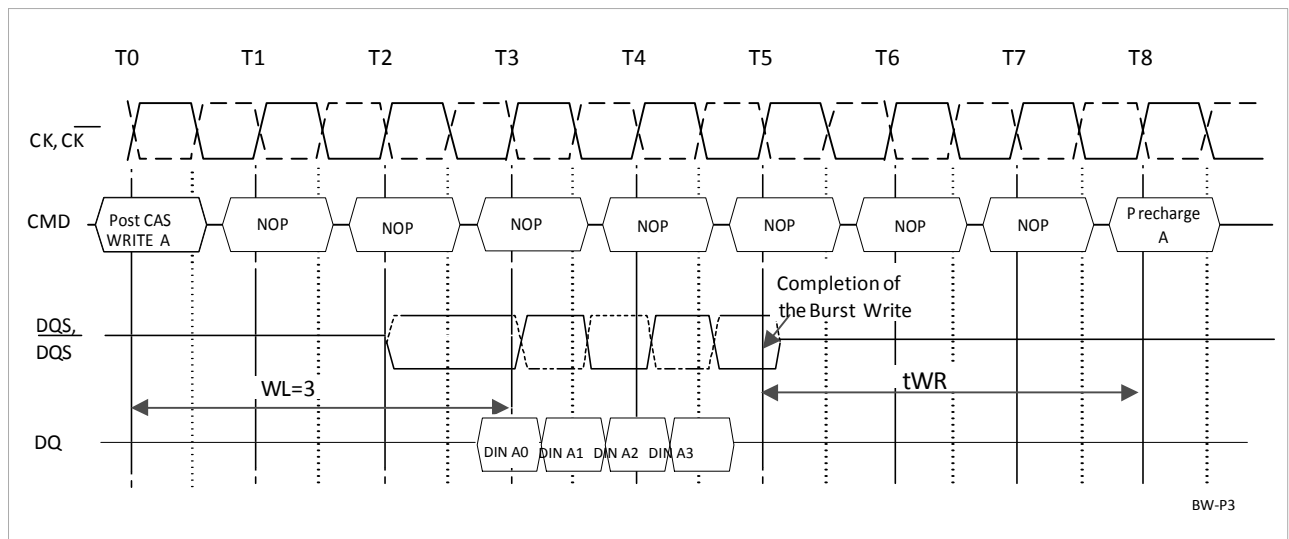 T0 T1 T2 T3 T4 T5 T6 T7 T8
CK, CK
CMD
Post CAS
WRITE A
NOP NOP NOP NOP NOP NOP NOP
Precharge
A
Completion of
the Burst Write
DQS,
DQS
WL=3
tWR
DQ
DIN A0 DIN A1 DIN A2 DIN A3
BW-P3